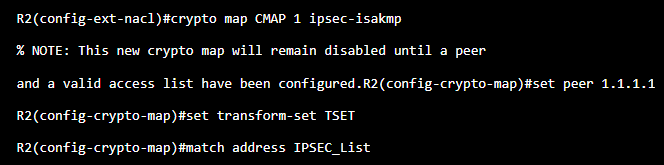 R2(config-ext-nacl)#crypto map CMAP 1 ipsec-isakmp
% NOTE: This new crypto map will remain disabled until a peer
and a valid access list have been configured.R2(config-crypto-map)#set peer 1.1.1.1
R2(config-crypto-map)#set transform-set TSET
R2(config-crypto-map)#match address IPSEC_List